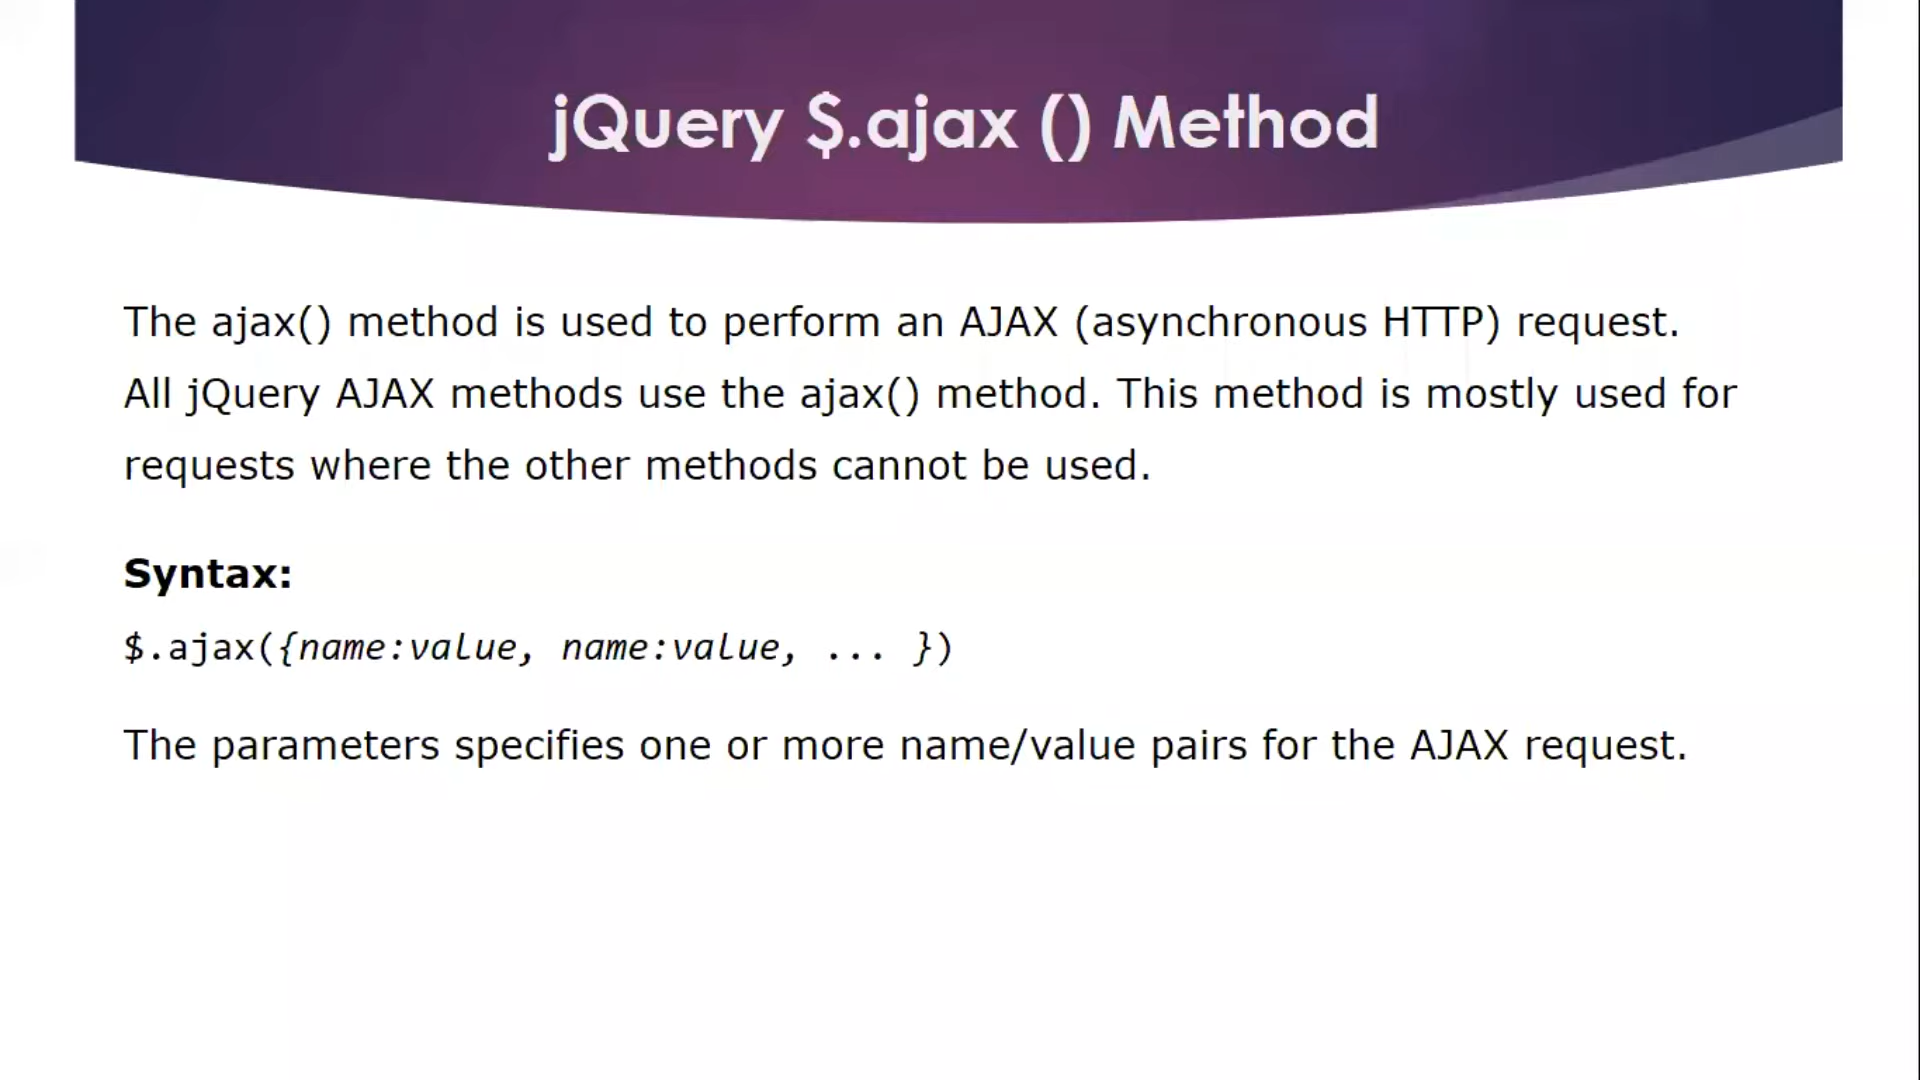 jQuery $.ajax () Method
The ajax() method is used to perform an AJAX (asynchronous HTTP) request.
All jQuery AJAX methods use the ajax() method. This method is mostly used for
requests where the other methods cannot be used.
Syntax:
$.ajax({name:value, name:value, ... })
The parameters specifies one or more name/value pairs for the AJAX request.